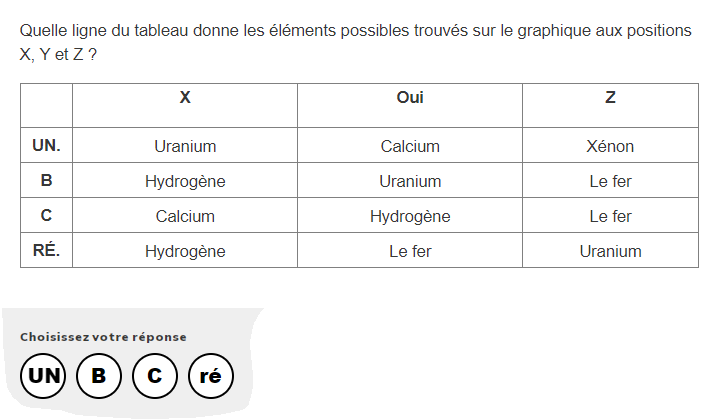 Quelle ligne du tableau donne les éléments possibles trouvés sur le graphique aux positions
X, Y et Z ?
X Oui Z
UN. Uranium Calcium Xénon
B Hydrogène Uranium Le fer
C Calcium Hydrogène Le fer
RÉ. Hydrogène Le fer Uranium
Choisissez votre réponse
UN B C ré